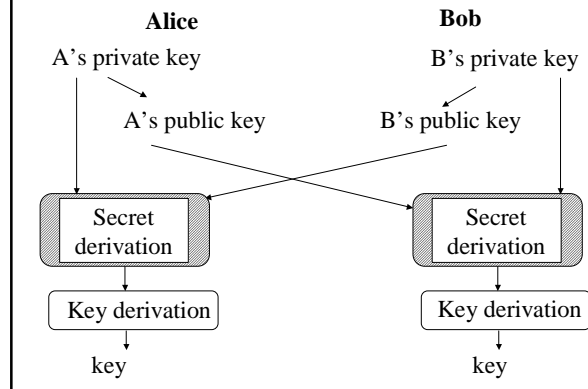 Alice
Bob
A's private key
B's private key
A's public key
B's public key
Secret
derivation
Secret
derivation
Key derivation
Key derivation
key
key